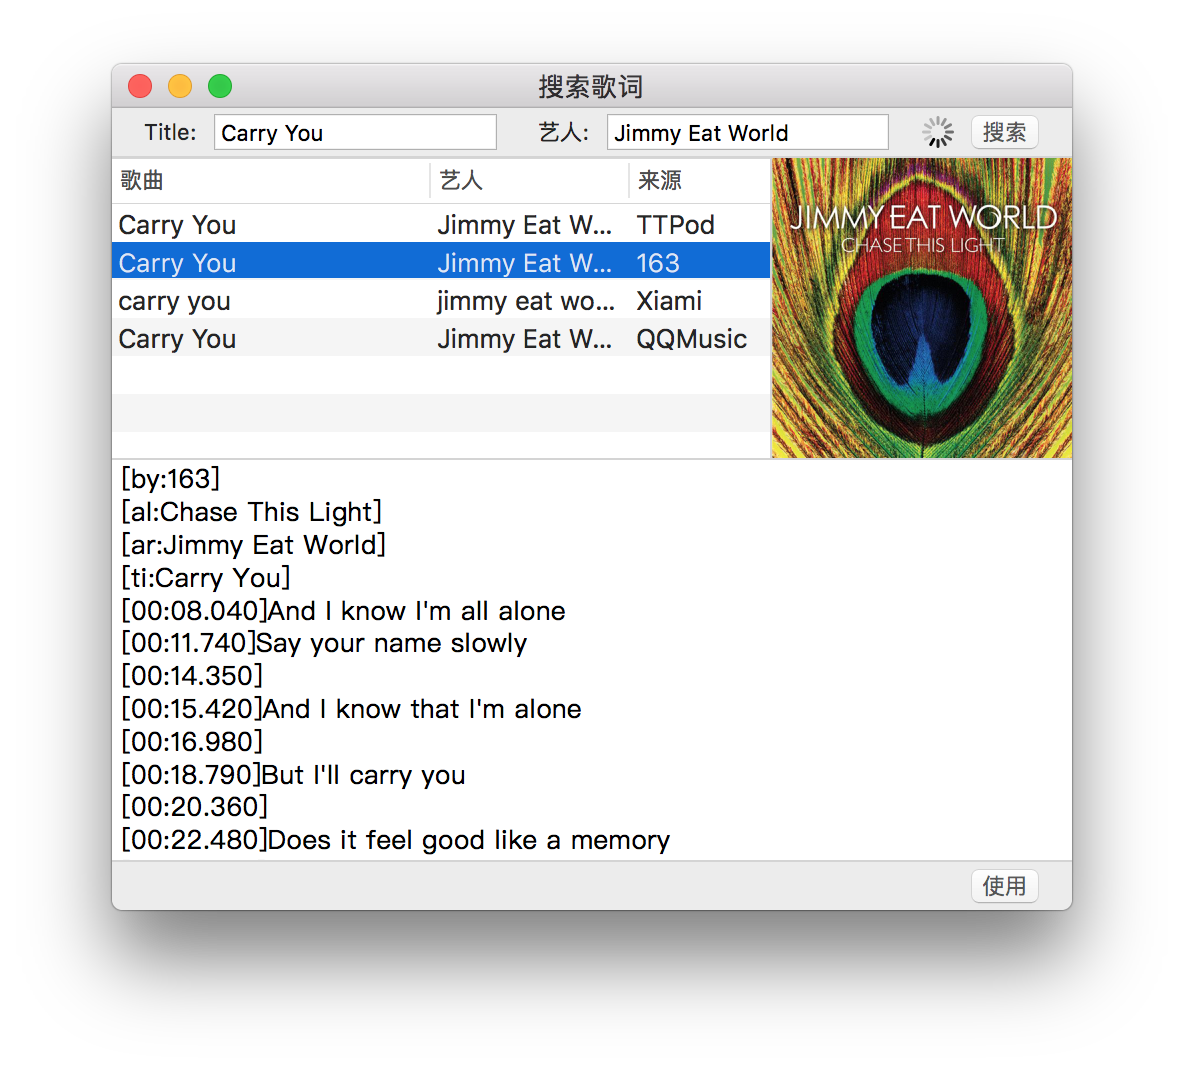 搜索歌词
Title: Carry You 艺人: Jimmy Eat World 搜索
歌曲 艺人 来源
Carry You Jimmy Eat W... TTPod
Carry You Jimmy Eat W... 163
carry you jimmy eat wo... Xiami
Carry You Jimmy Eat W... QQMusic
JIMMY EAT WORLD
CHASE THIS LIGHT
[by:163]
[al:Chase This Light]
[ar:Jimmy Eat World]
[ti:Carry You]
[00:08.040]And I know I'm all alone
[00:11.740]Say your name slowly
[00:14.350]
[00:15.420]And I know that I'm alone
[00:16.980]
[00:18.790]But I'll carry you
[00:20.360]
[00:22.480]Does it feel good like a memory
使用